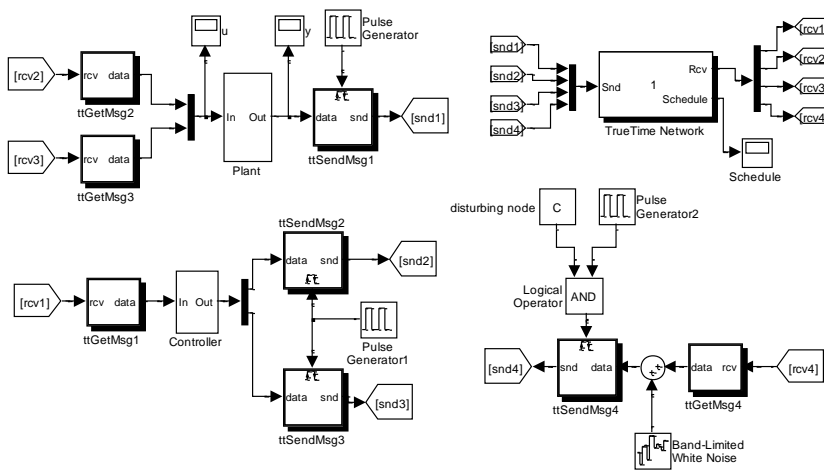 Pulse
Generator
u
y
[rcv2]
rcv data
ttGetMsg2
[rcv3]
rcv data
ttGetMsg3
In Out
Plant
data snd
ttSendMsg1
[snd1]
[snd1]
[snd2]
[snd3]
[snd4]
Snd
1
Rcv
Schedule
TrueTime Network
[rcv1
[rcv2
[rcv3
[rcv4
Schedule
ttSendMsg2
data snd
[snd2]
[rcv1]
rcv data
ttGetMsg1
In Out
Controller
Pulse
Generator1
data snd
ttSendMsg3
[snd3]
disturbing node
C
Pulse
Generator2
Logical
Operator
AND
[snd4]
snd data
ttSendMsg4
data rcv
ttGetMsg4
[rcv4]
Band-Limited
White Noise